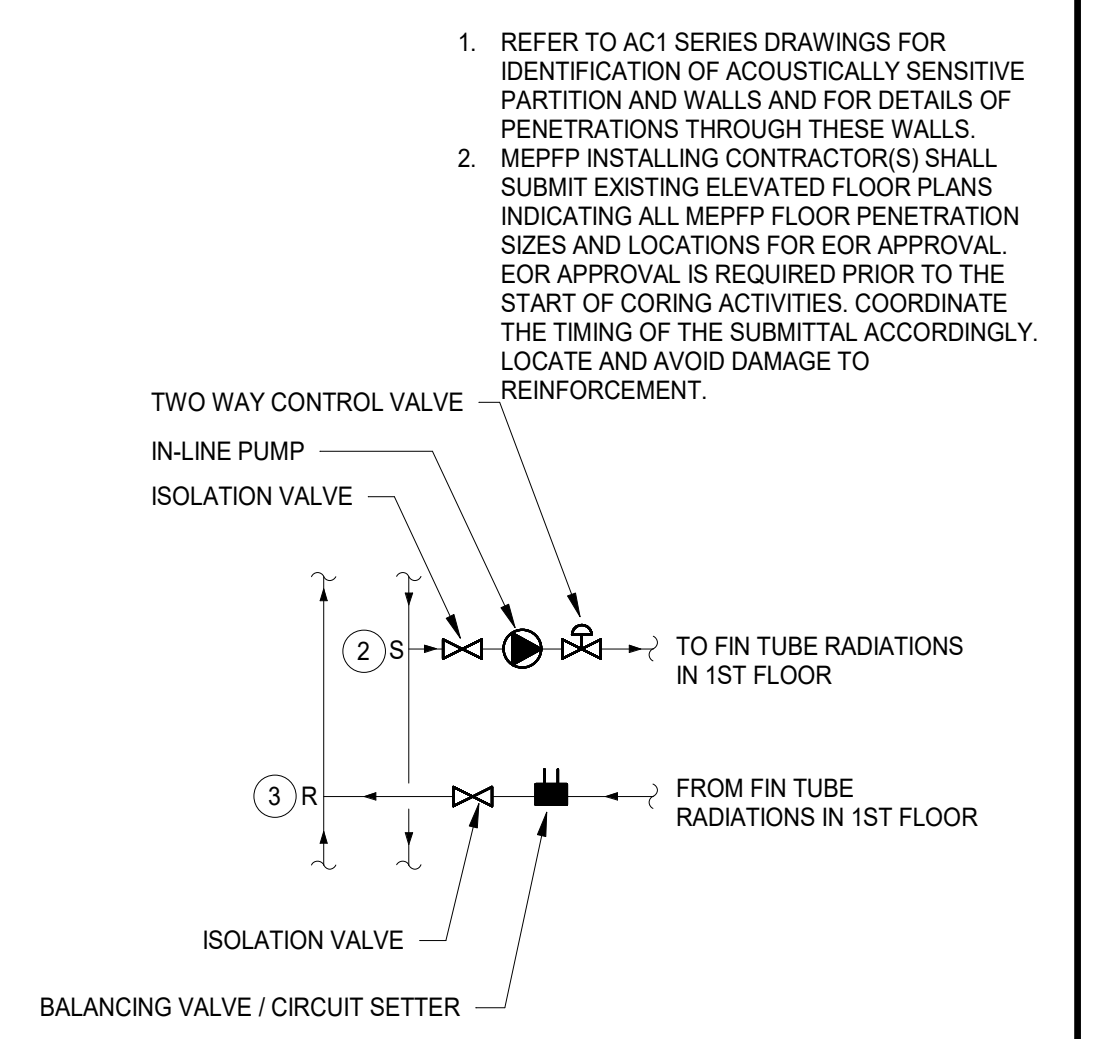 1. REFER TO AC1 SERIES DRAWINGS FOR
IDENTIFICATION OF ACOUSTICALLY SENSITIVE
PARTITION AND WALLS AND FOR DETAILS OF
PENETRATIONS THROUGH THESE WALLS.
2. MEPFP INSTALLING CONTRACTOR(S) SHALL
SUBMIT EXISTING ELEVATED FLOOR PLANS
INDICATING ALL MEPFP FLOOR PENETRATION
SIZES AND LOCATIONS FOR EOR APPROVAL.
EOR APPROVAL IS REQUIRED PRIOR TO THE
START OF CORING ACTIVITIES. COORDINATE
THE TIMING OF THE SUBMITTAL ACCORDINGLY.
LOCATE AND AVOID DAMAGE TO
REINFORCEMENT.
TWO WAY CONTROL VALVE
IN-LINE PUMP
ISOLATION VALVE
2 S
TO FIN TUBE RADIATIONS
IN 1ST FLOOR
3 R
FROM FIN TUBE
RADIATIONS IN 1ST FLOOR
ISOLATION VALVE
BALANCING VALVE / CIRCUIT SETTER